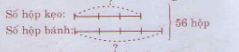 ?
Số hộp kẹo:
56 hộp
Số hộp bánh:
?